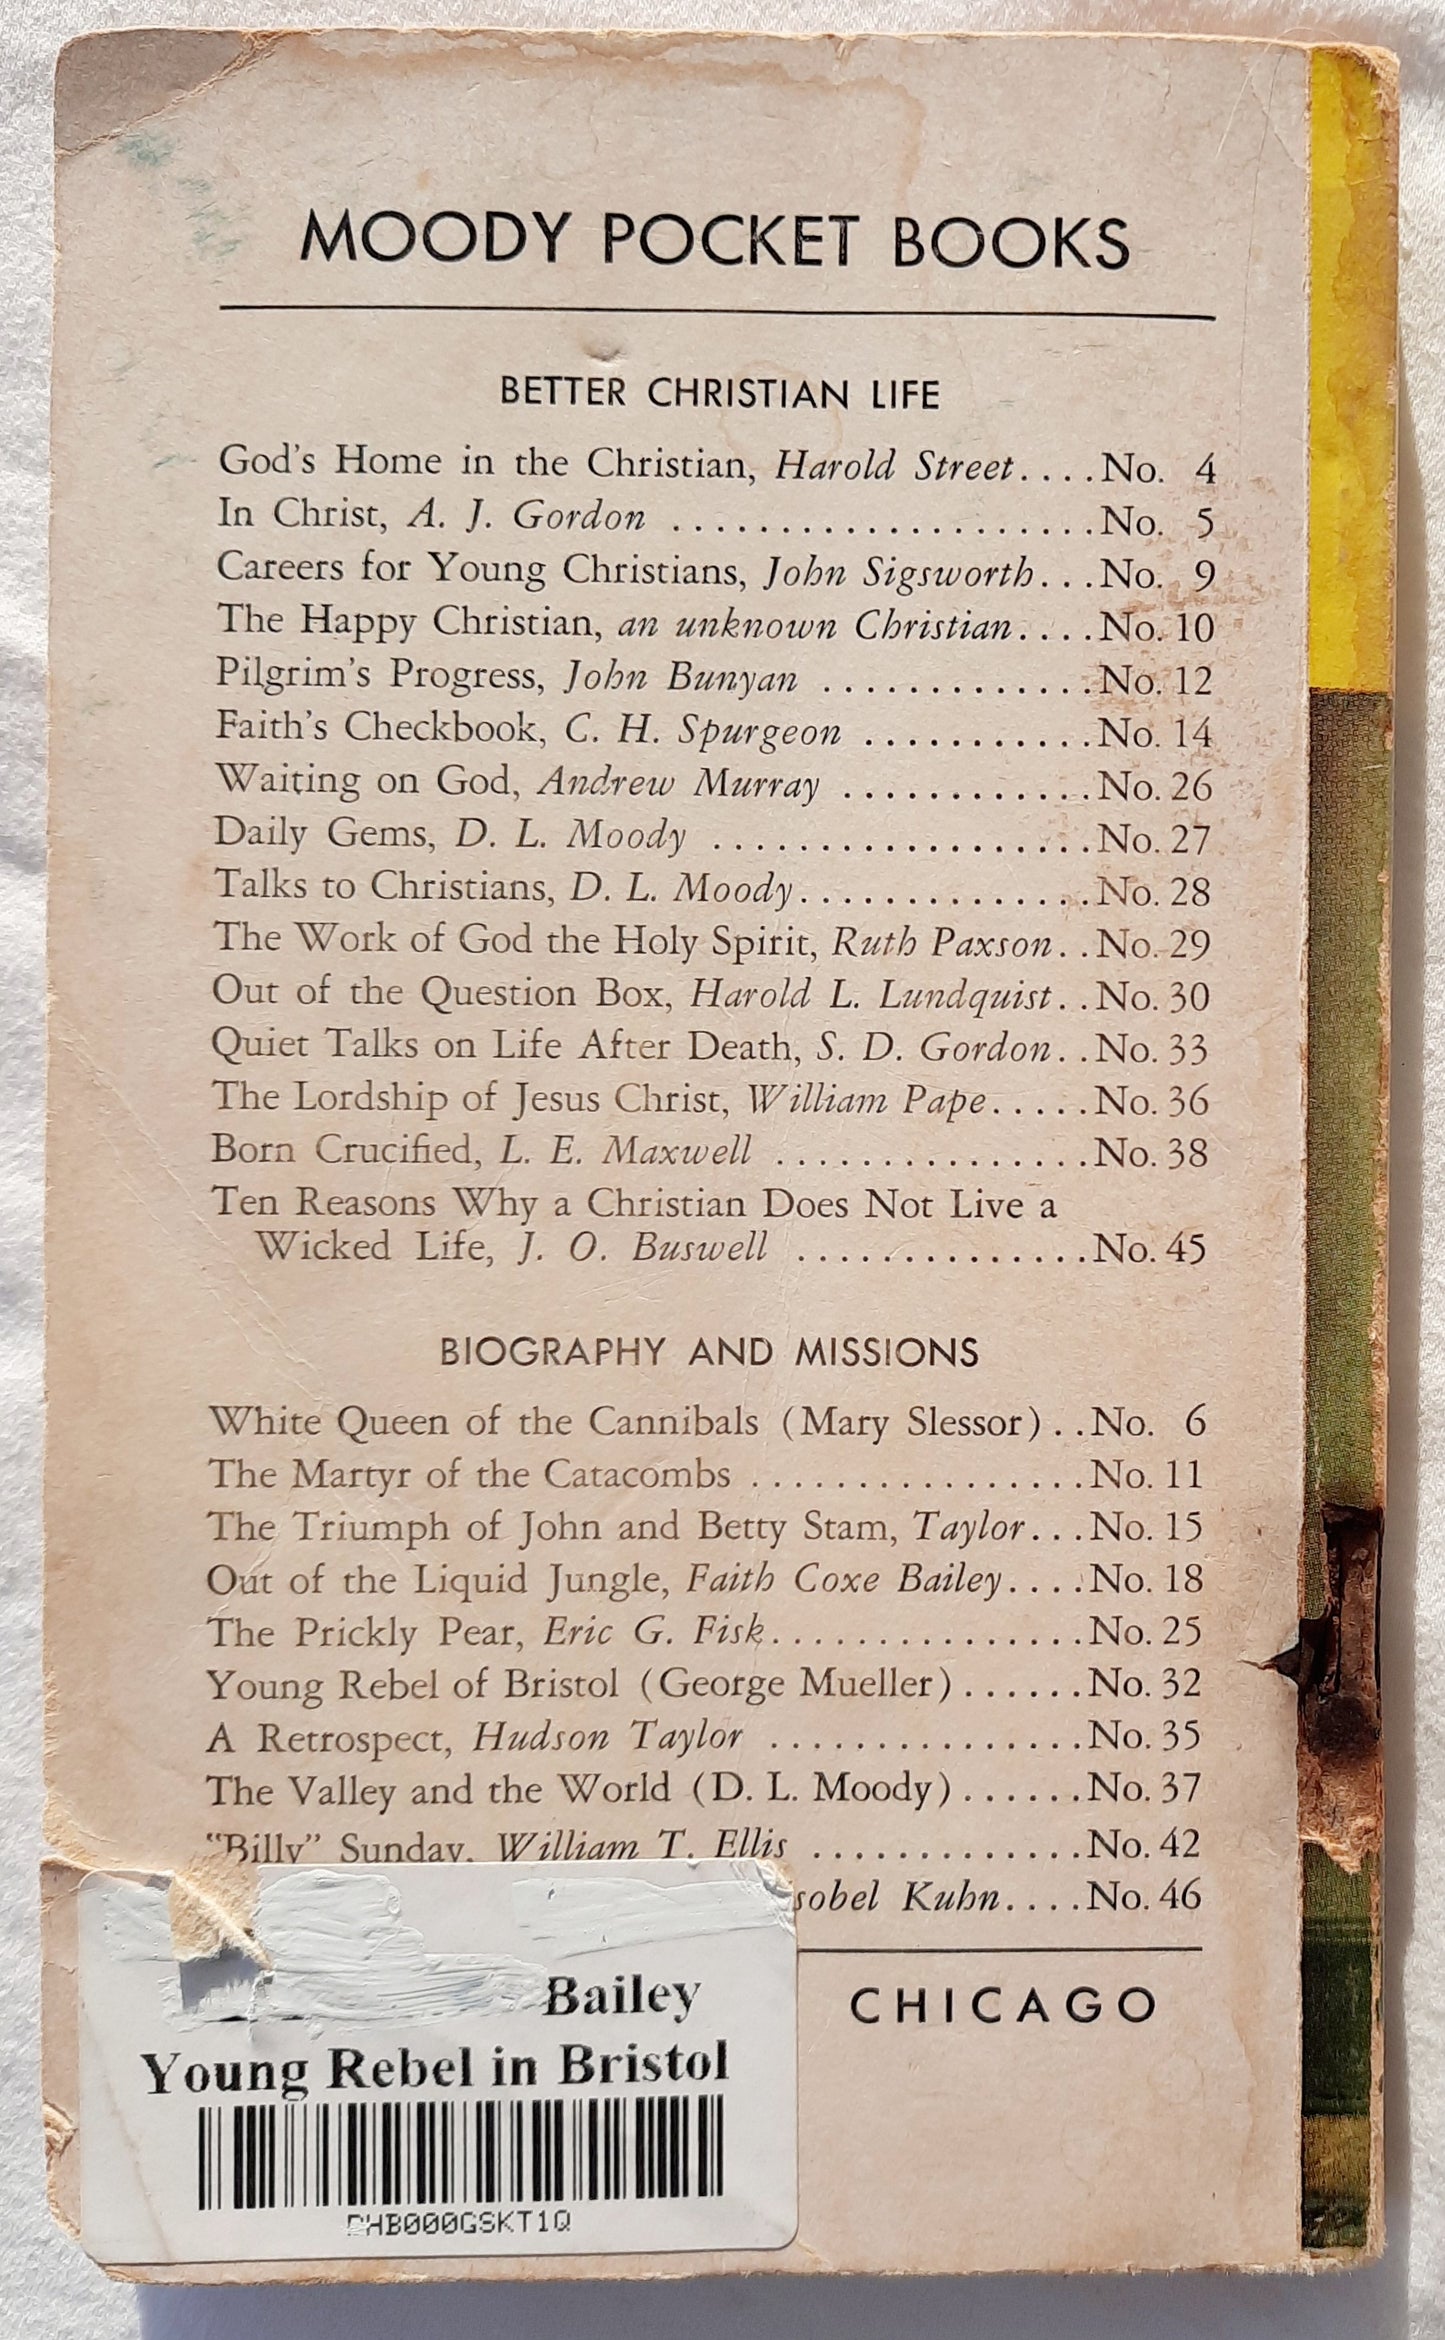 MOODY POCKET BOOKS
BETTER CHRISTIAN LIFE
God's Home in the Christian, Harold Street....No. 4
In Christ, A. J. Gordon ....................No. 5
Careers for Young Christians, John Sigsworth...No. 9
The Happy Christian, an unknown Christian....No. 10
Pilgrim's Progress, John Bunyan .............No. 12
Faith's Checkbook, C. H. Spurgeon ...........No. 14
Waiting on God, Andrew Murray ............No. 26
Daily Gems, D. L. Moody ..................No. 27
Talks to Christians, D. L. Moody..............No. 28
The Work of God the Holy Spirit, Ruth Paxson..No. 29
Out of the Question Box, Harold L. Lundquist..No. 30
Quiet Talks on Life After Death, S. D. Gordon..No. 33
The Lordship of Jesus Christ, William Pape.....No. 36
Born Crucified, L. E. Maxwell ...............No. 38
Ten Reasons Why a Christian Does Not Live a
Wicked Life, J. O. Buswell ..............No. 45
BIOGRAPHY AND MISSIONS
White Queen of the Cannibals (Mary Slessor)..No. 6
The Martyr of the Catacombs ................No. 11
The Triumph of John and Betty Stam, Taylor...No. 15
Out of the Liquid Jungle, Faith Coxe Bailey....No. 18
The Prickly Pear, Eric G. Fisk...............No. 25
Young Rebel of Bristol (George Mueller)......No. 32
A Retrospect, Hudson Taylor ...............No. 35
The Valley and the World (D. L. Moody)......No. 37
"Billy" Sunday, William T. Ellis .............No. 42
sobel Kuhn....No. 46
CHICAGO
Bailey
Young Rebel in Bristol
PHB000GSKT1Q